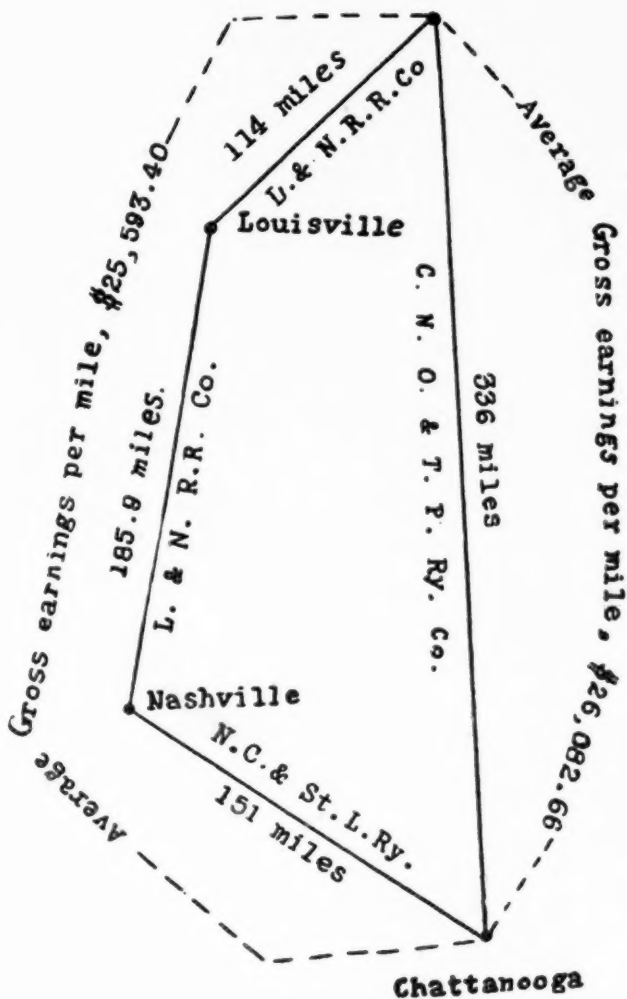 114 miles
L. & N. R.R. Co
Louisville
Average Gross earnings per mile, $25,593.40
185.9 miles.
L. & N. R.R. Co.
C. N. O. & T. P. Ry. Co.
336 miles
Average Gross earnings per mile, $26,082.66
Nashville
N.C. & St. L. Ry.
151 miles
Chattanooga